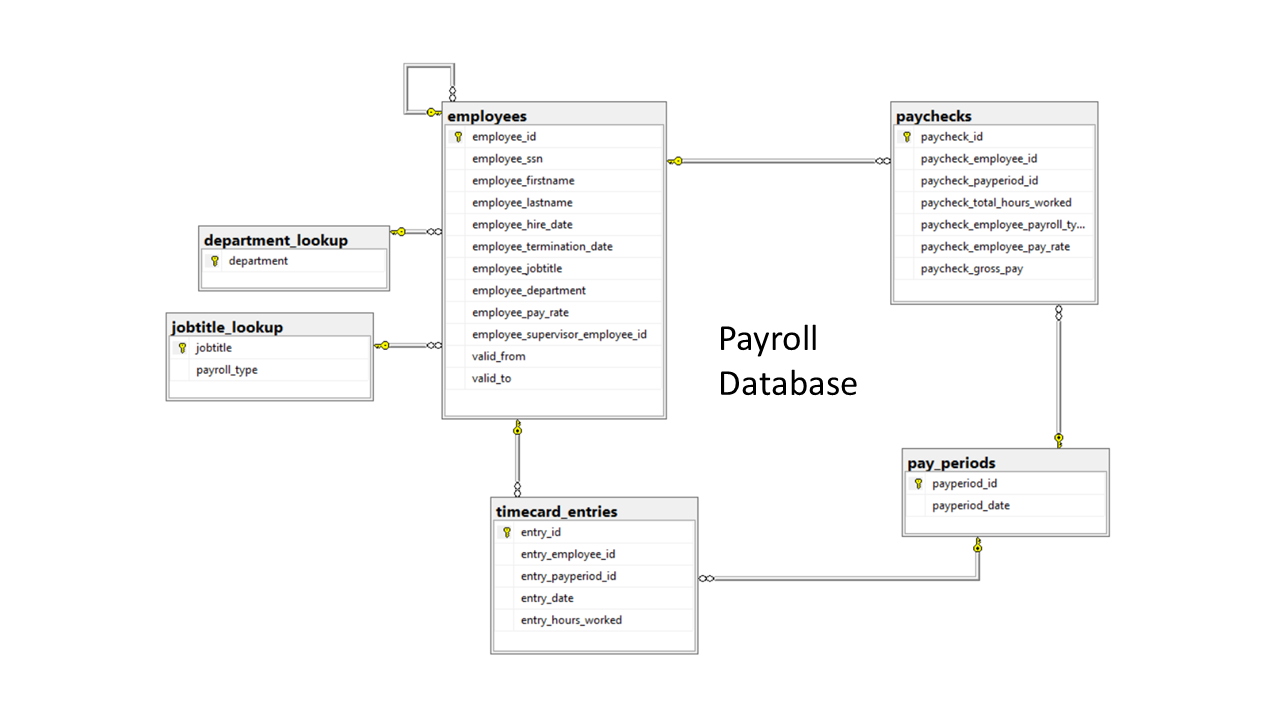 employees
employee_id
employee_ssn
employee_firstname
employee_lastname
employee_hire_date
employee_termination_date
employee_jobtitle
employee_department
employee_pay_rate
employee_supervisor_employee_id
valid_from
valid_to
paychecks
paycheck_id
paycheck_employee_id
paycheck_payperiod_id
paycheck_total_hours_worked
paycheck_employee_payroll_ty...
paycheck_employee_pay_rate
paycheck_gross_pay
department_lookup
department
jobtitle_lookup
jobtitle
payroll_type
Payroll
Database
pay_periods
payperiod_id
payperiod_date
timecard_entries
entry_id
entry_employee_id
entry_payperiod_id
entry_date
entry_hours_worked